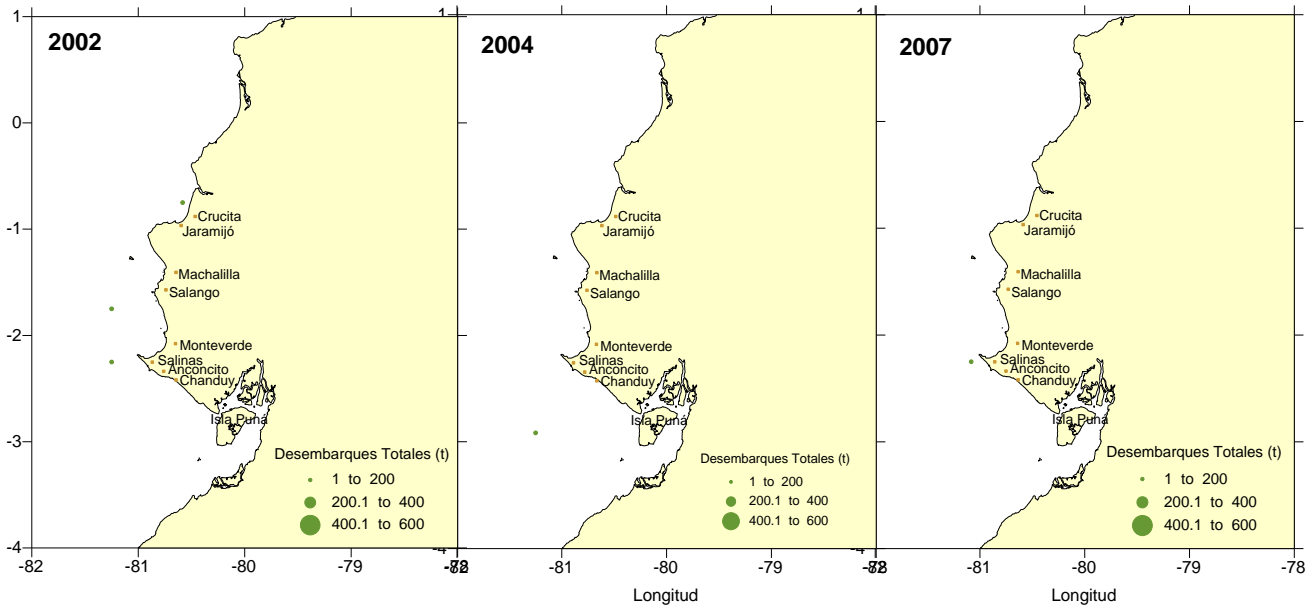 2002
1
0
-1
-2
-3
-4
Crucita
Jaramijó
Machalilla
Salango
Monteverde
Salinas
Anconcito
Chanduy
Isla Puná
Desembarques Totales (t)
1 to 200
200.1 to 400
400.1 to 600
-82 -81 -80 -79 -78
2004
Crucita
Jaramijó
Machalilla
Salango
Monteverde
Salinas
Anconcito
Chanduy
Isla Puná
Desembarques Totales (t)
1 to 200
200.1 to 400
400.1 to 600
-81 -80 -79 -78
Longitud
2007
Crucita
Jaramijó
Machalilla
Salango
Monteverde
Salinas
Anconcito
Chanduy
Isla Puná
Desembarques Totales (t)
1 to 200
200.1 to 400
400.1 to 600
-81 -80 -79 -78
Longitud